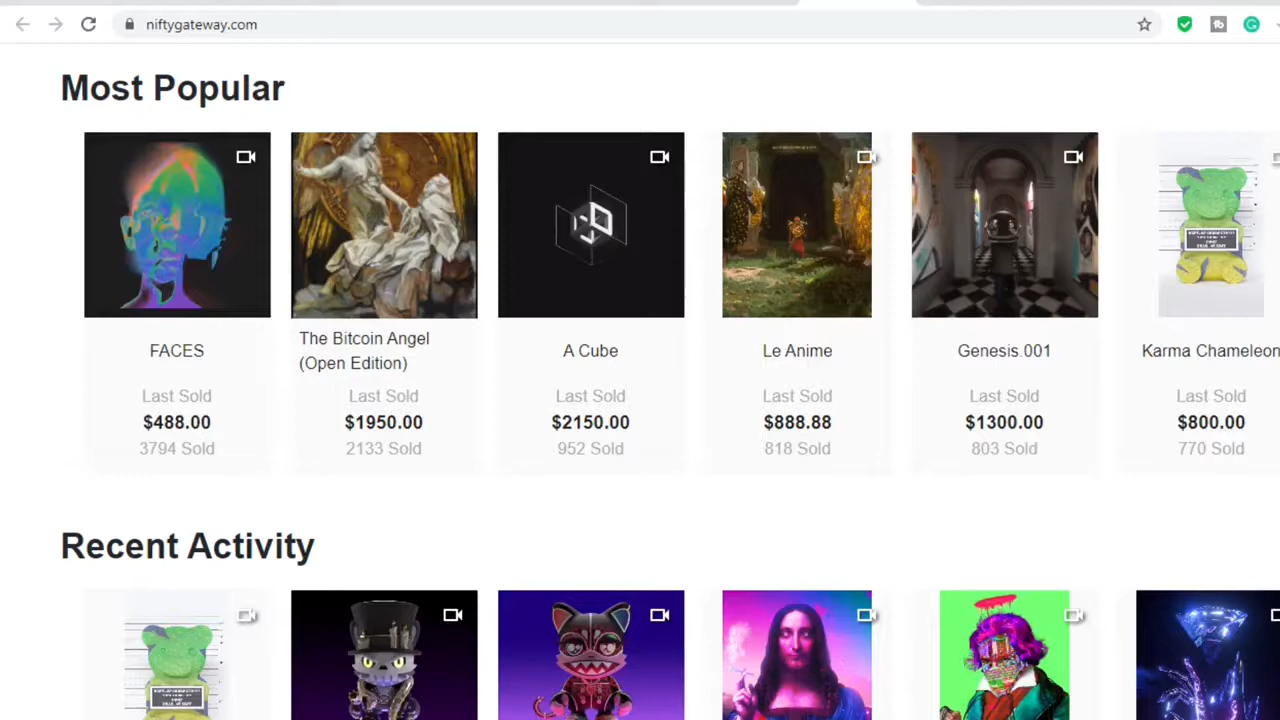 niftygateway.com
Most Popular
FACES
Last Sold
$488.00
3794 Sold
The Bitcoin Angel
(Open Edition)
Last Sold
$1950.00
2133 Sold
A Cube
Last Sold
$2150.00
952 Sold
Le Anime
Last Sold
$888.88
818 Sold
Genesis.001
Last Sold
$1300.00
803 Sold
Karma Chameleon
Last Sold
$800.00
770 Sold
Recent Activity